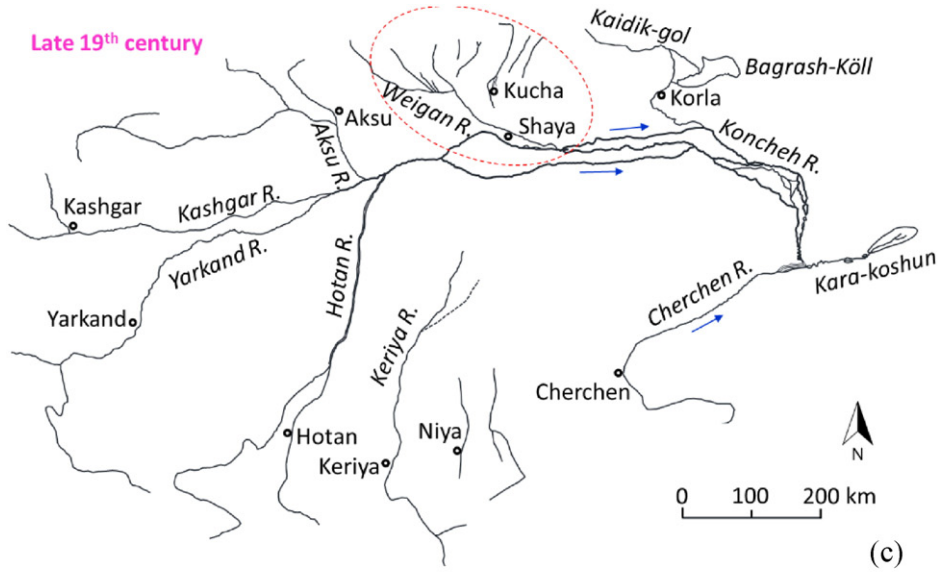 Late 19th century
Kaidik-gol
Bagrash-Köll
Kucha
Korla
Weigan R.
Aksu
Shaya
Koncheh R.
Aksu R.
Kashgar
Kashgar R.
Yarkand R.
Hotan R.
Kara-koshun
Cherchen R.
Yarkand
Keriya R.
Cherchen
Hotan
Niya
Keriya
N
0 100 200 km
(c)